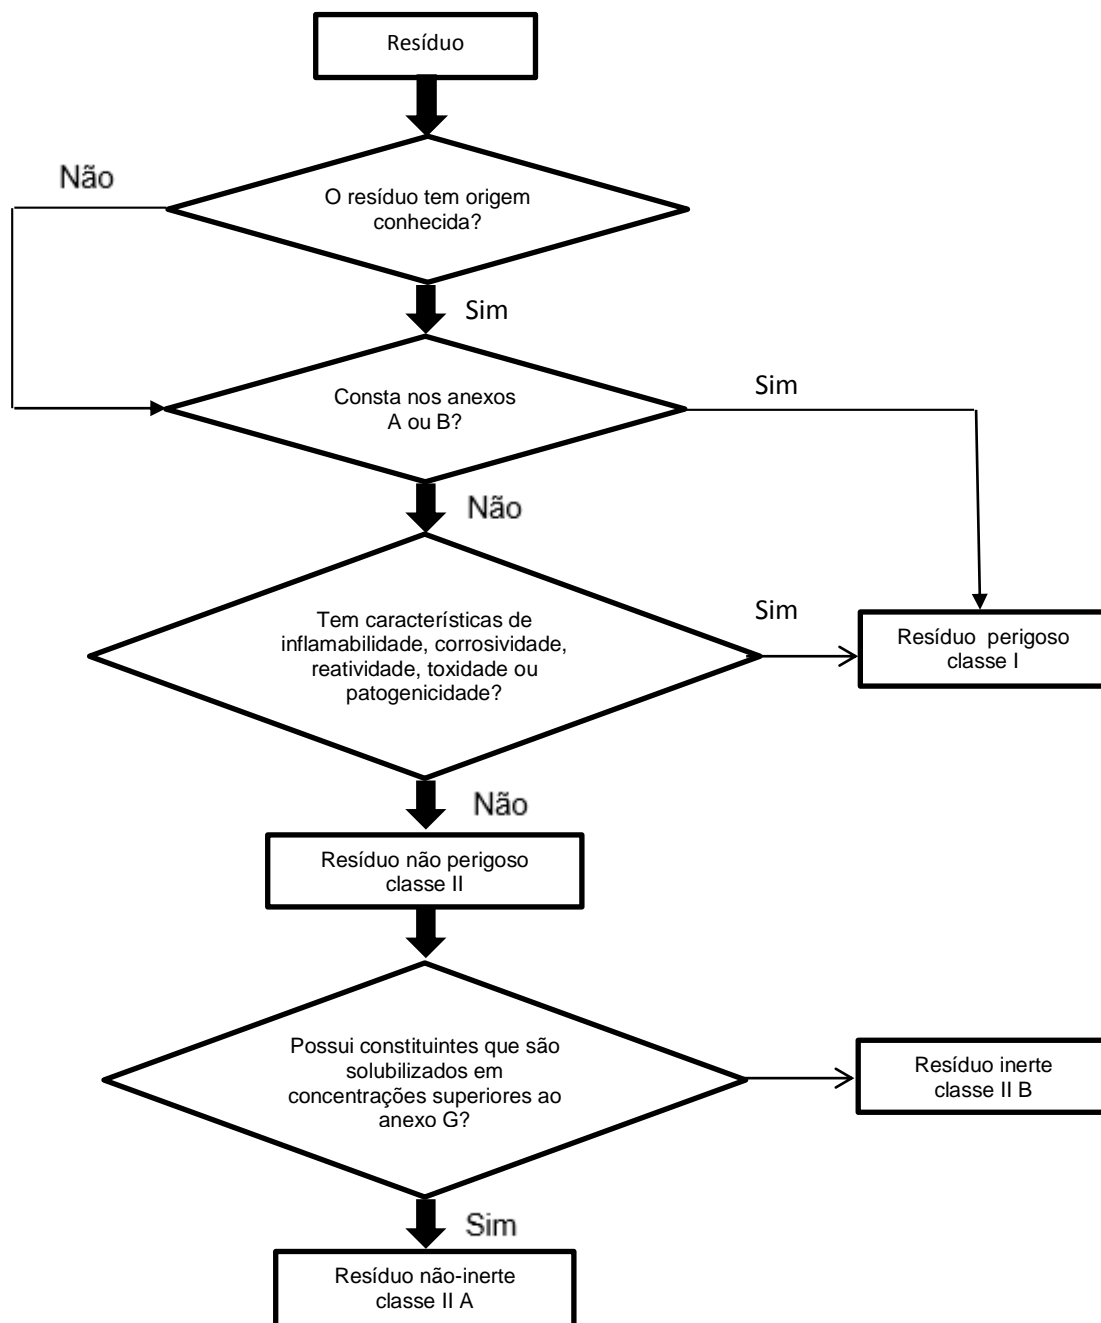 Resíduo
Não
O resíduo tem origem
conhecida?
Sim
Consta nos anexos
A ou B?
Sim
Não
Tem características de
inflamabilidade, corrosividade,
reatividade, toxidade ou
patogenicidade?
Sim
Resíduo perigoso
classe I
Não
Resíduo não perigoso
classe II
Possui constituintes que são
solubilizados em
concentrações superiores ao
anexo G?
Resíduo inerte
classe II B
Sim
Resíduo não-inerte
classe II A